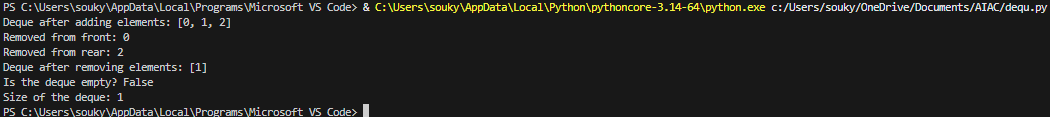 PS C:\Users\souky\AppData\Local\Programs\Microsoft VS Code> & C:\Users\souky\AppData\Local\Python\pythoncore-3.14-64\python.exe c:/Users/souky/OneDrive/Documents/AIAC/dequ.py
Deque after adding elements: [0, 1, 2]
Removed from front: 0
Removed from rear: 2
Deque after removing elements: [1]
Is the deque empty? False
Size of the deque: 1
PS C:\Users\souky\AppData\Local\Programs\Microsoft VS Code>